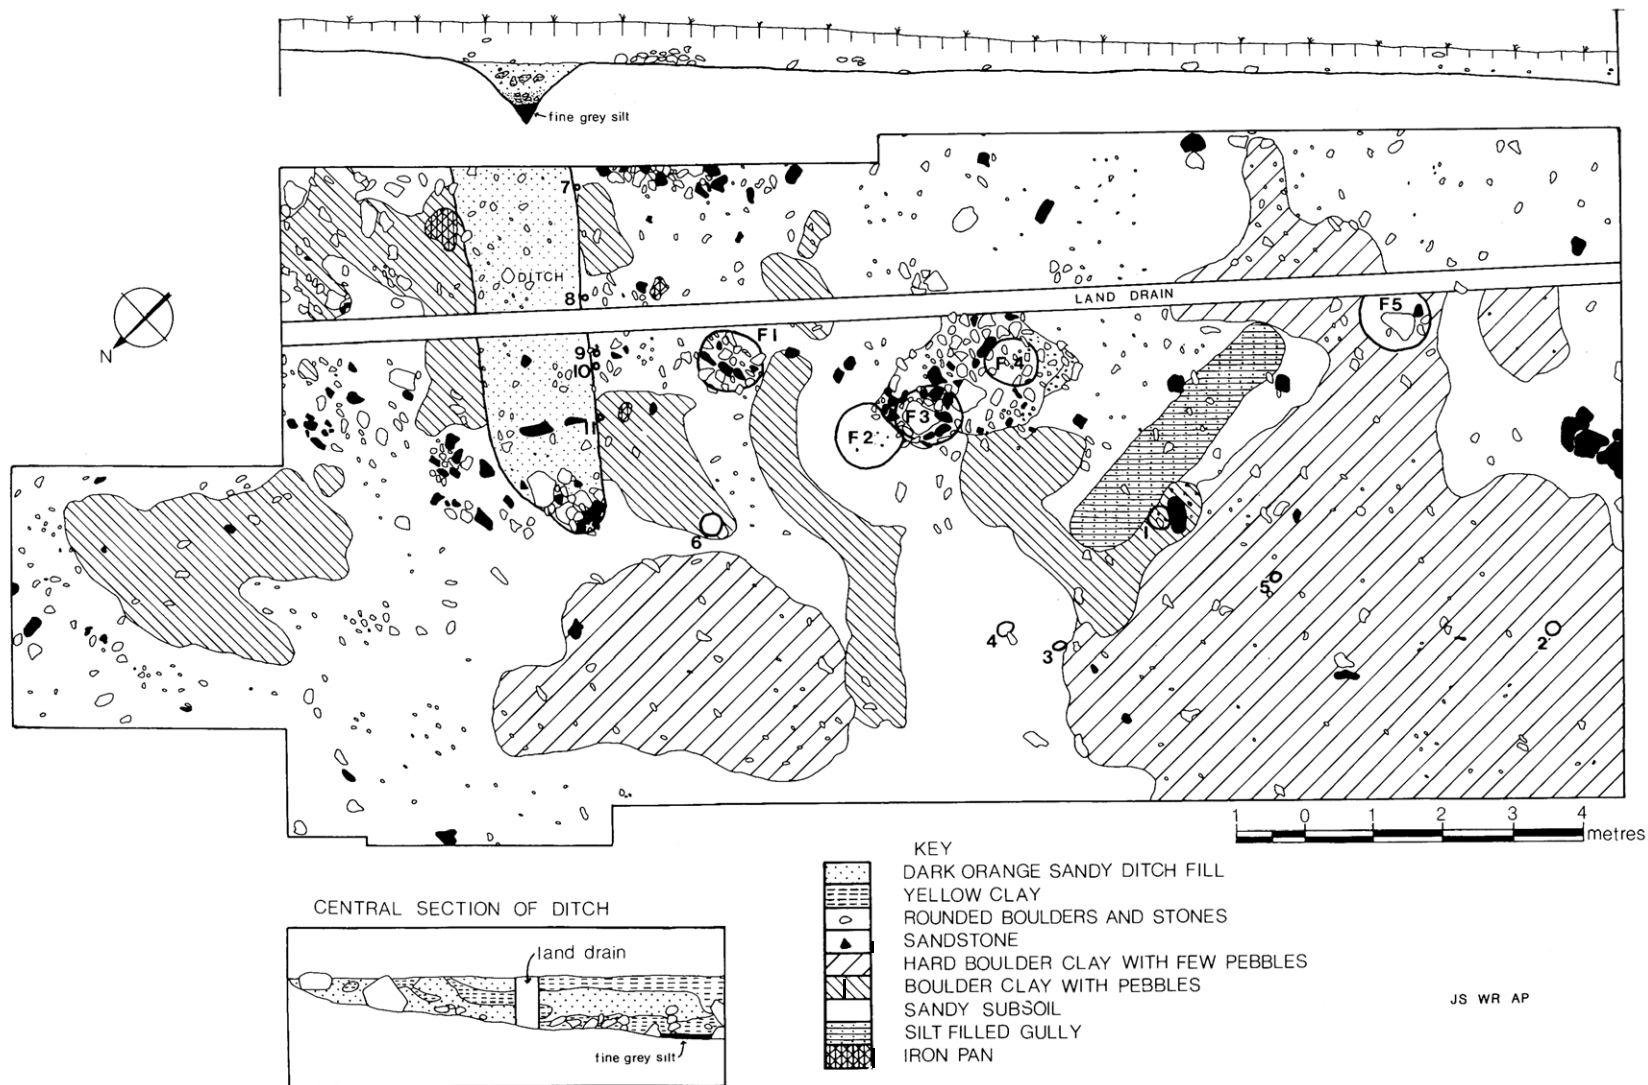 fine grey silt
7
DITCH
8
LAND DRAIN
F5
N
F1
9
10
F4
F3
F2
11
1
6
5
4
3
2
1 0 1 2 3 4 metres
KEY
DARK ORANGE SANDY DITCH FILL
YELLOW CLAY
ROUNDED BOULDERS AND STONES
SANDSTONE
HARD BOULDER CLAY WITH FEW PEBBLES
BOULDER CLAY WITH PEBBLES
SANDY SUBSOIL
SILT FILLED GULLY
IRON PAN
JS WR AP
CENTRAL SECTION OF DITCH
land drain
fine grey silt